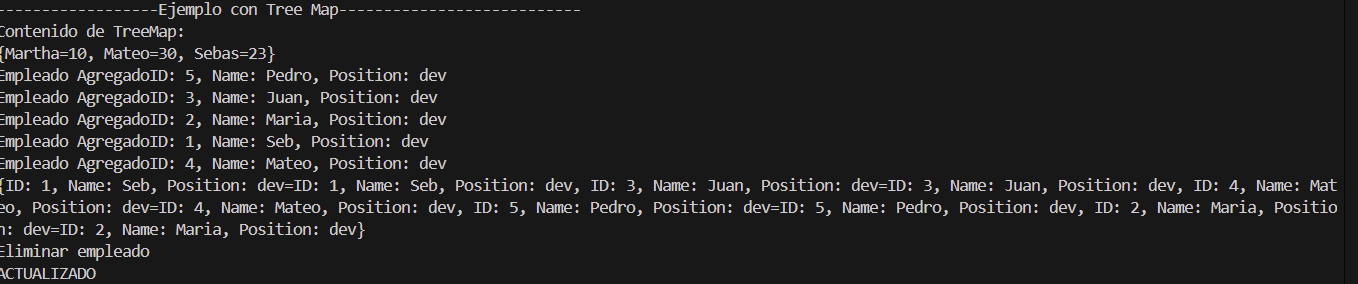 ------------------Ejemplo con Tree Map---------------------------
Contenido de TreeMap:
{Martha=10, Mateo=30, Sebas=23}
Empleado AgregadoID: 5, Name: Pedro, Position: dev
Empleado AgregadoID: 3, Name: Juan, Position: dev
Empleado AgregadoID: 2, Name: Maria, Position: dev
Empleado AgregadoID: 1, Name: Seb, Position: dev
Empleado AgregadoID: 4, Name: Mateo, Position: dev
{ID: 1, Name: Seb, Position: dev=ID: 1, Name: Seb, Position: dev, ID: 3, Name: Juan, Position: dev=ID: 3, Name: Juan, Position: dev, ID: 4, Name: Mat
eo, Position: dev=ID: 4, Name: Mateo, Position: dev, ID: 5, Name: Pedro, Position: dev=ID: 5, Name: Pedro, Position: dev, ID: 2, Name: Maria, Positio
n: dev=ID: 2, Name: Maria, Position: dev}
Eliminar empleado
ACTUALIZADO